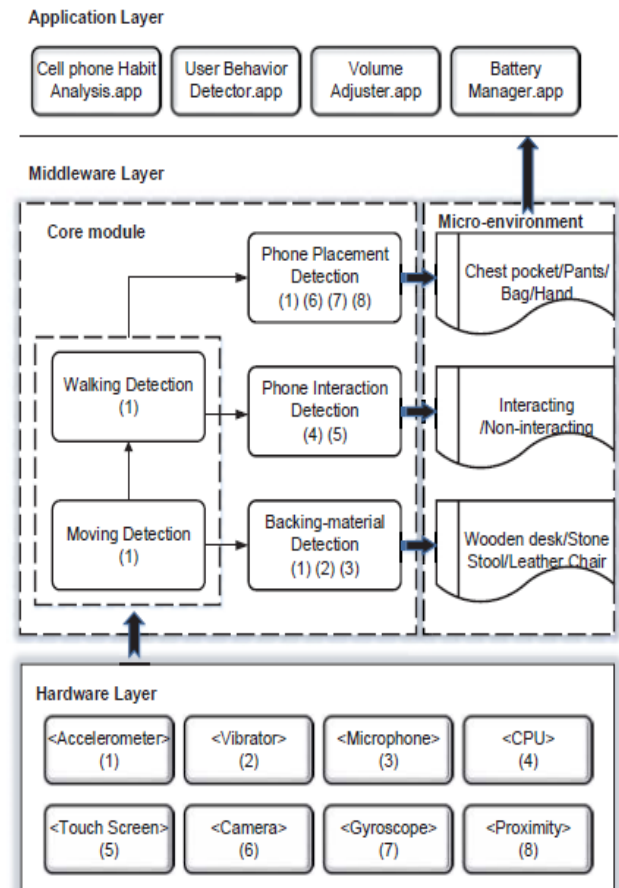 Application Layer
Cell phone Habit
Analysis.app
User Behavior
Detector.app
Volume
Adjuster.app
Battery
Manager.app
Middleware Layer
Core module
Micro-environment
Phone Placement
Detection
(1) (6) (7) (8)
Chest pocket/Pants/
Bag/Hand
Walking Detection
(1)
Phone Interaction
Detection
(4) (5)
Interacting
/Non-interacting
Moving Detection
(1)
Backing-material
Detection
(1) (2) (3)
Wooden desk/Stone
Stool/Leather Chair
Hardware Layer
<Accelerometer>
(1)
<Vibrator>
(2)
<Microphone>
(3)
<CPU>
(4)
<Touch Screen>
(5)
<Camera>
(6)
<Gyroscope>
(7)
<Proximity>
(8)